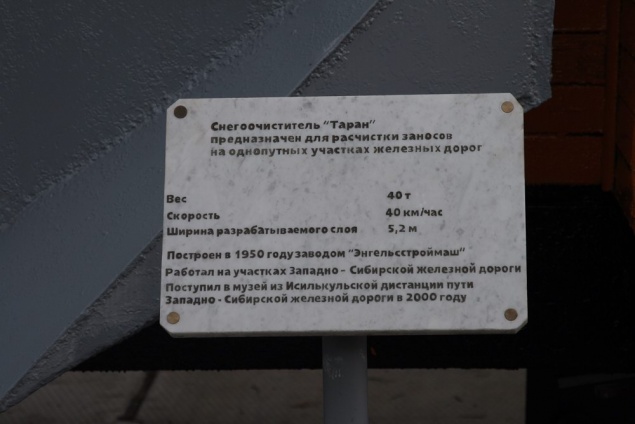 Снегоочиститель "Таран"
предназначен для расчистки заносов
на однопутных участках железных дорог
Вес 40 т
Скорость 40 км/час
Ширина разрабатываемого слоя 5,2 м
Построен в 1950 году заводом "Энгельсстроймаш"
Работал на участках Западно - Сибирской Железной дороги
Поступил в музей из Исилькульской дистанции пути
Западно - Сибирской железной дороги в 2000 году